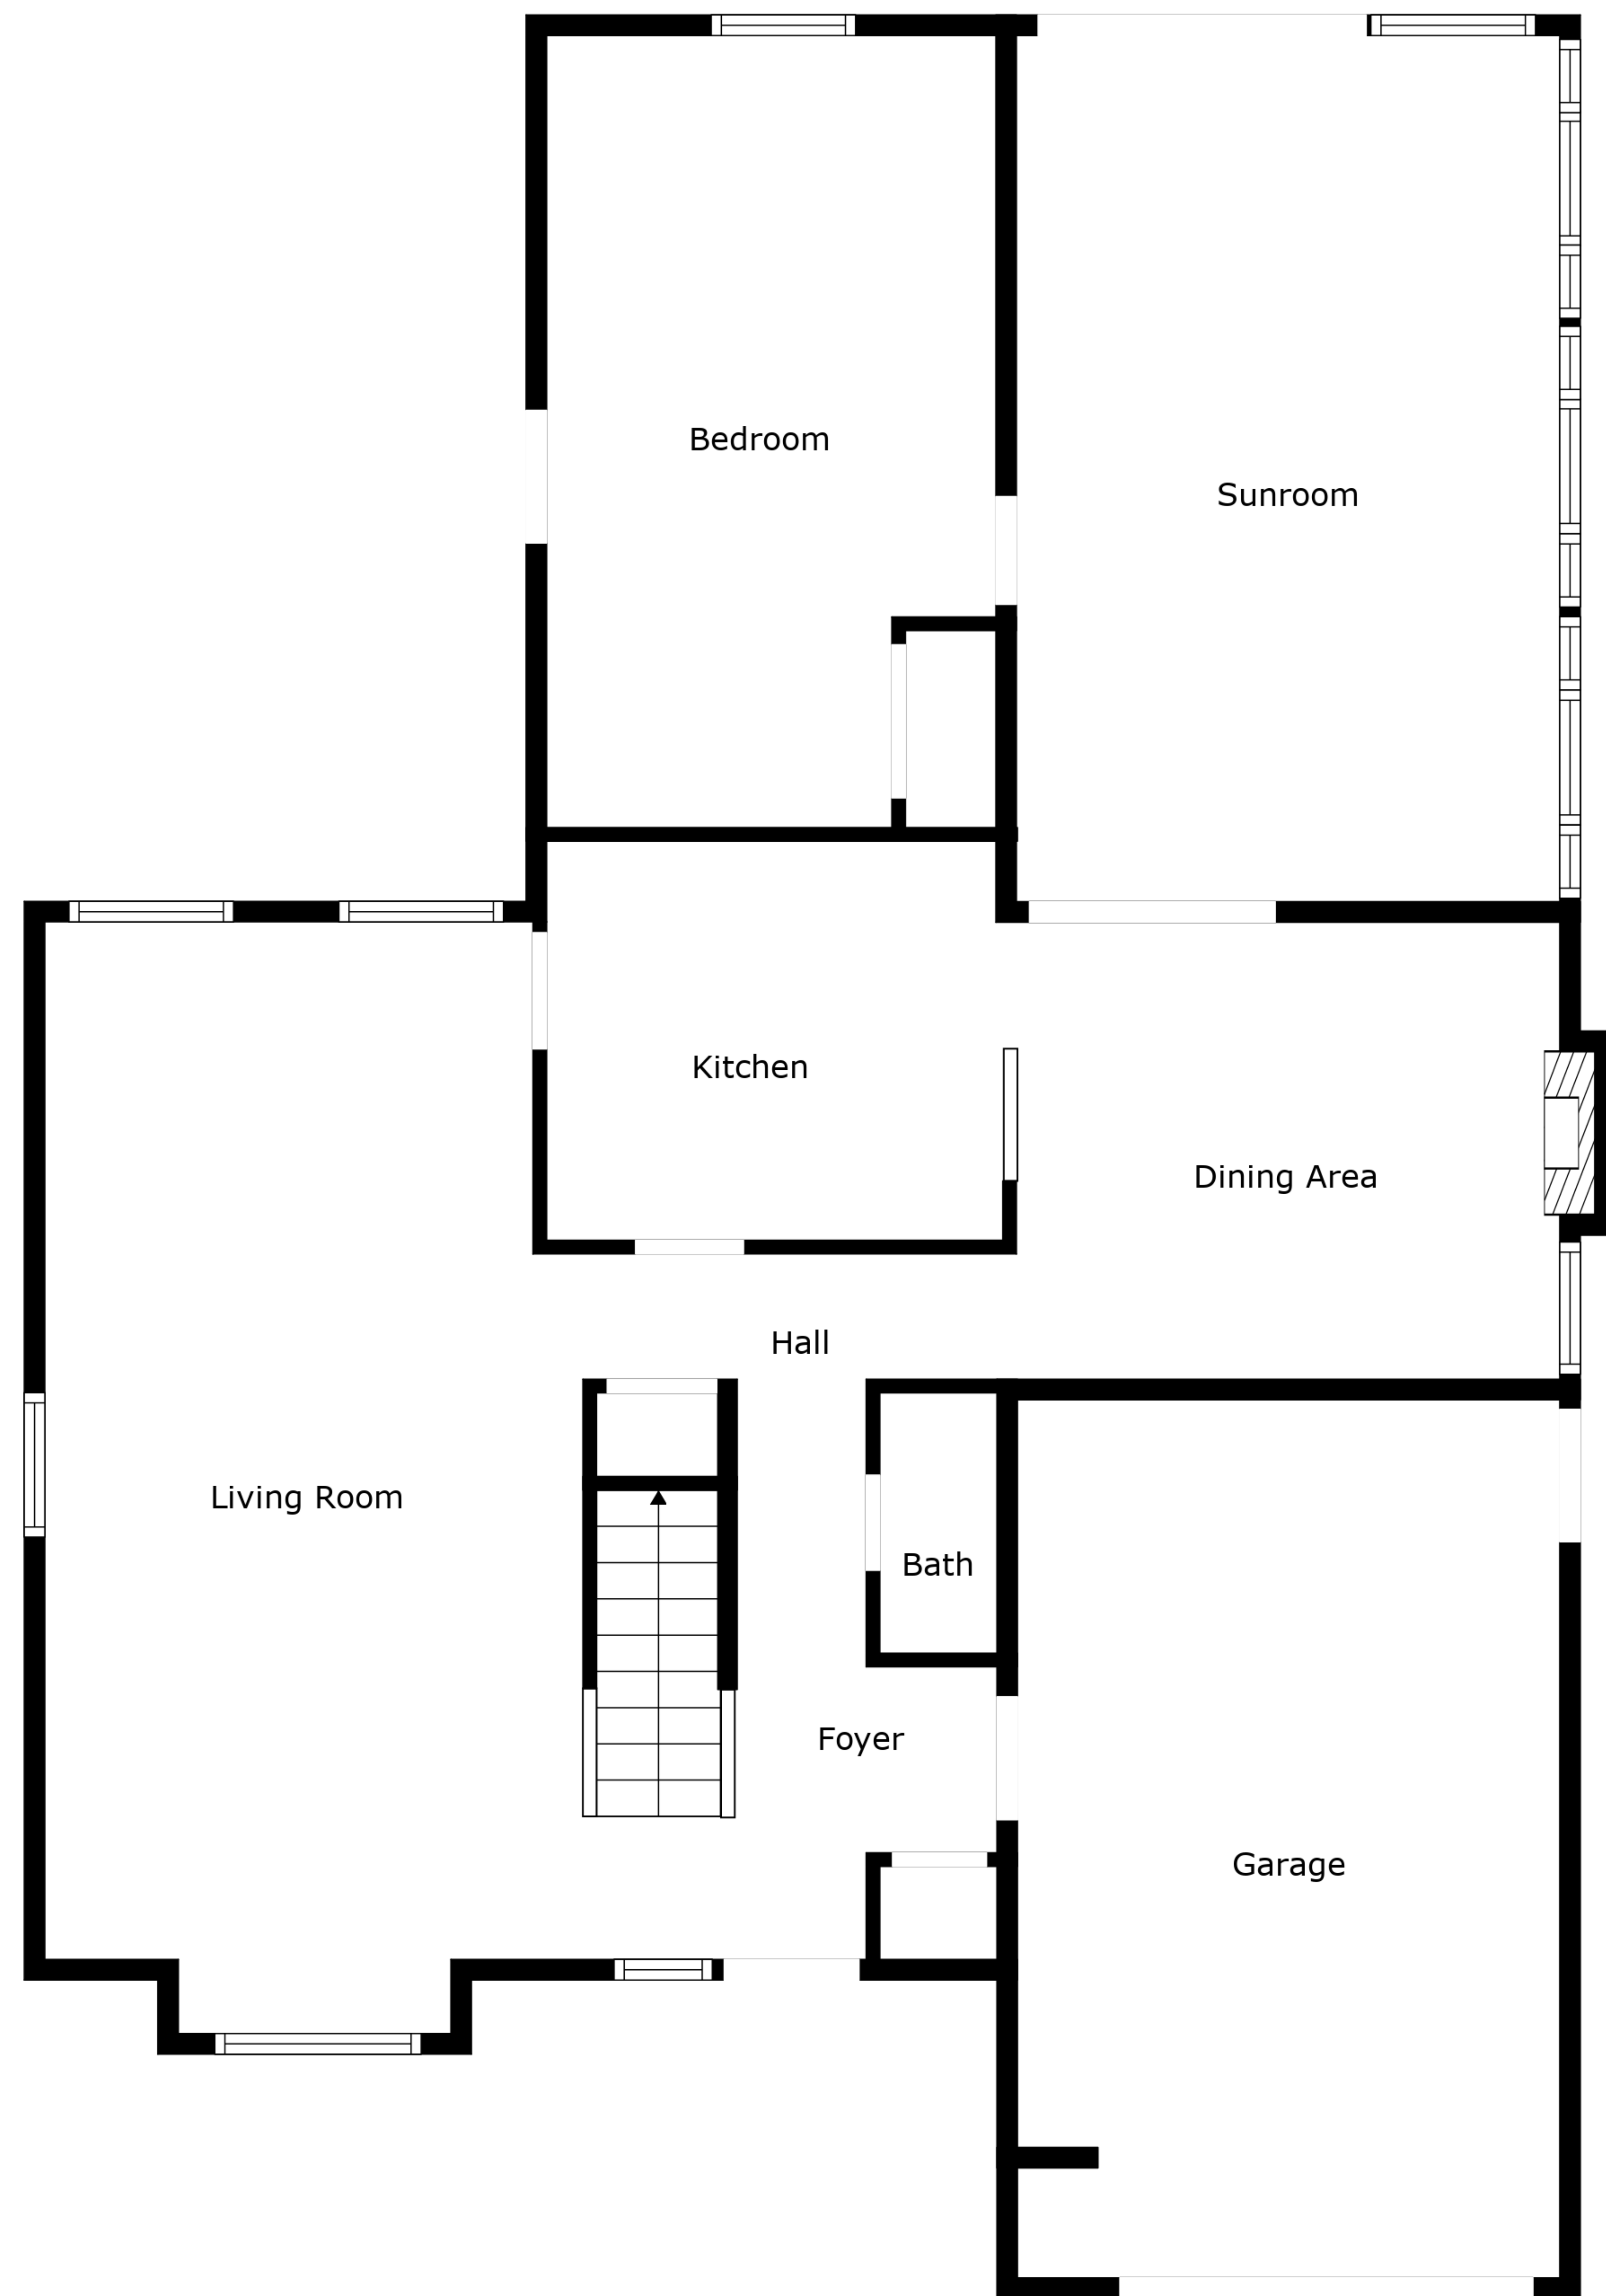 Bedroom
Sunroom
Kitchen
Dining Area
Hall
Living Room
Bath
Foyer
Garage